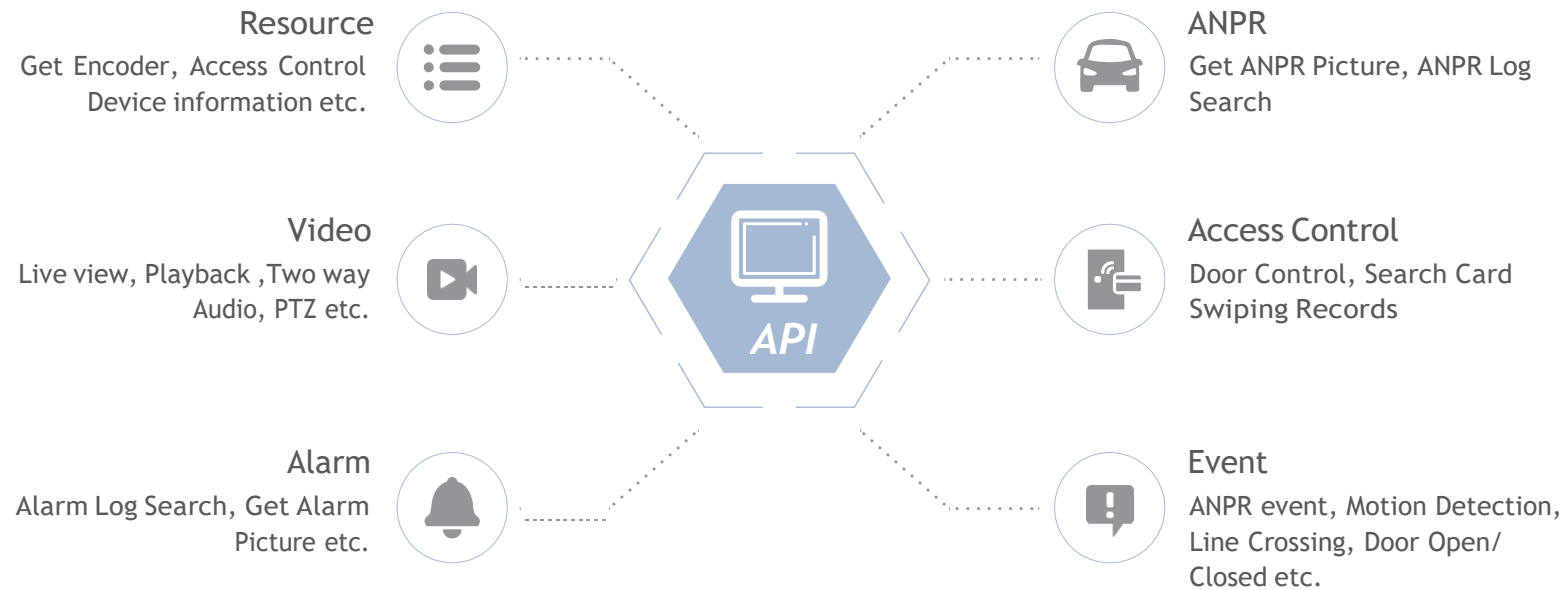 Resource
Get Encoder, Access Control
Device information etc.
Video
Live view, Playback ,Two way
Audio, PTZ etc.
Alarm
Alarm Log Search, Get Alarm
Picture etc.
API
ANPR
Get ANPR Picture, ANPR Log
Search
Access Control
Door Control, Search Card
Swiping Records
Event
ANPR event, Motion Detection,
Line Crossing, Door Open/
Closed etc.